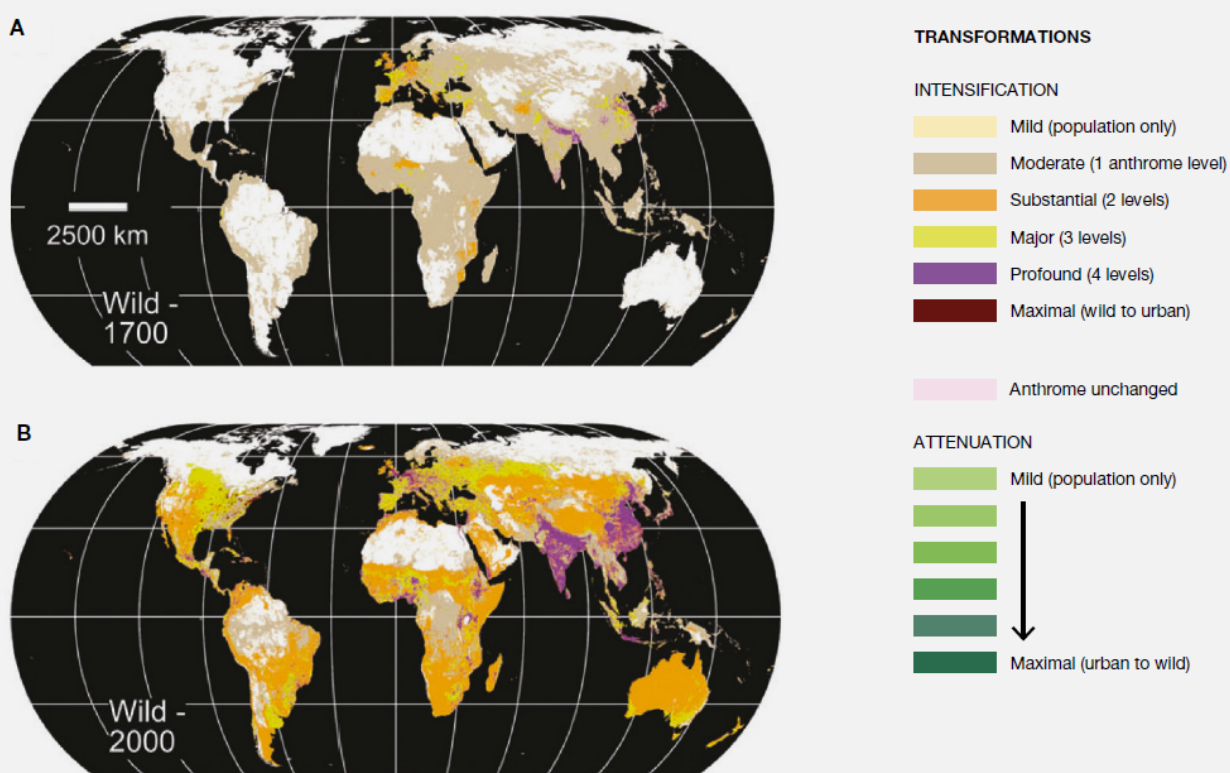 A
2500 km
Wild -
1700
B
Wild -
2000
TRANSFORMATIONS
INTENSIFICATION
Mild (population only)
Moderate (1 anthrome level)
Substantial (2 levels)
Major (3 levels)
Profound (4 levels)
Maximal (wild to urban)
Anthrome unchanged
ATTENUATION
Mild (population only)
Maximal (urban to wild)